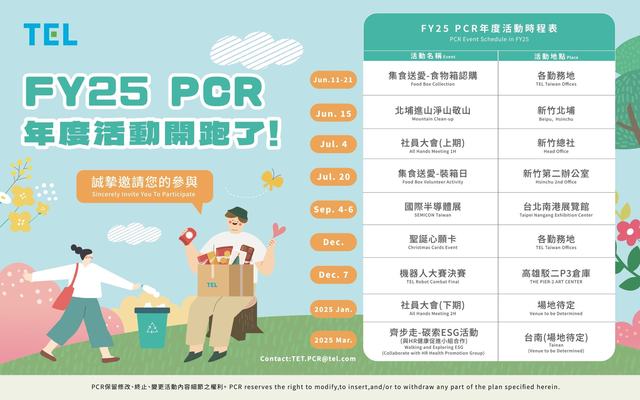 TEL
FY25 PCR
年度活動開跑了!
誠摯邀請您的參與
Sincerely Invite You To Participate
TEL
Contact:TET.PCR@tel.com
FY25 PCR年度活動時程表
PCR Event Schedule in FY25
活動名稱 Event 活動地點 Place
Jun.11-21 集食送愛-食物箱認購 各勤務地
Food Box Collection TEL Taiwan Offices
Jun. 15 北埔進山淨山敬山 新竹北埔
Mountain Clean-up Beipu, Hsinchu
Jul. 4 社員大會(上期) 新竹總社
All Hands Meeting 1H Head Office
Jul. 20 集食送愛-裝箱日 新竹第二辦公室
Food Box Volunteer Activity Hsinchu 2nd Office
Sep. 4-6 國際半導體展 台北南港展覽館
SEMICON Taiwan Taipei Nangang Exhibition Center
Dec. 聖誕心願卡 各勤務地
Christmas Cards Event TEL Taiwan Offices
Dec. 7 機器人大賽決賽 高雄駁二P3倉庫
TEL Robot Combat Final THE PIER-2 ART CENTER
2025 Jan. 社員大會(下期) 場地待定
All Hands Meeting 2H (Venue to be Determined)
2025 Mar. 齊步走-碳索ESG活動 台南(場地待定)
(與HR健康促進小組合作) Tainan
Walking and Exploring ESG (Venue to be Determined)
(Collaborate with HR Health Promotion Group)
PCR保留修改、終止、變更活動內容細節之權利。 PCR reserves the right to modify,to insert,and/or to withdraw any part of the plan specified herein.